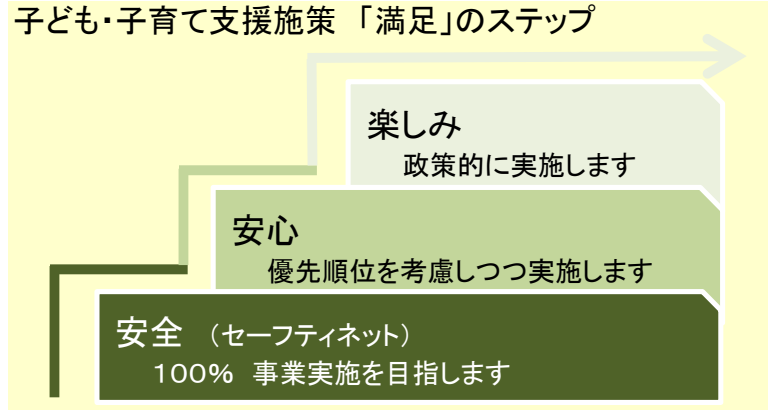 子ども・子育て支援施策　「満足」のステップ
楽しみ
政策的に実施します
安心
優先順位を考慮しつつ実施します
安全　（セーフティネット）
１００％　事業実施を目指します